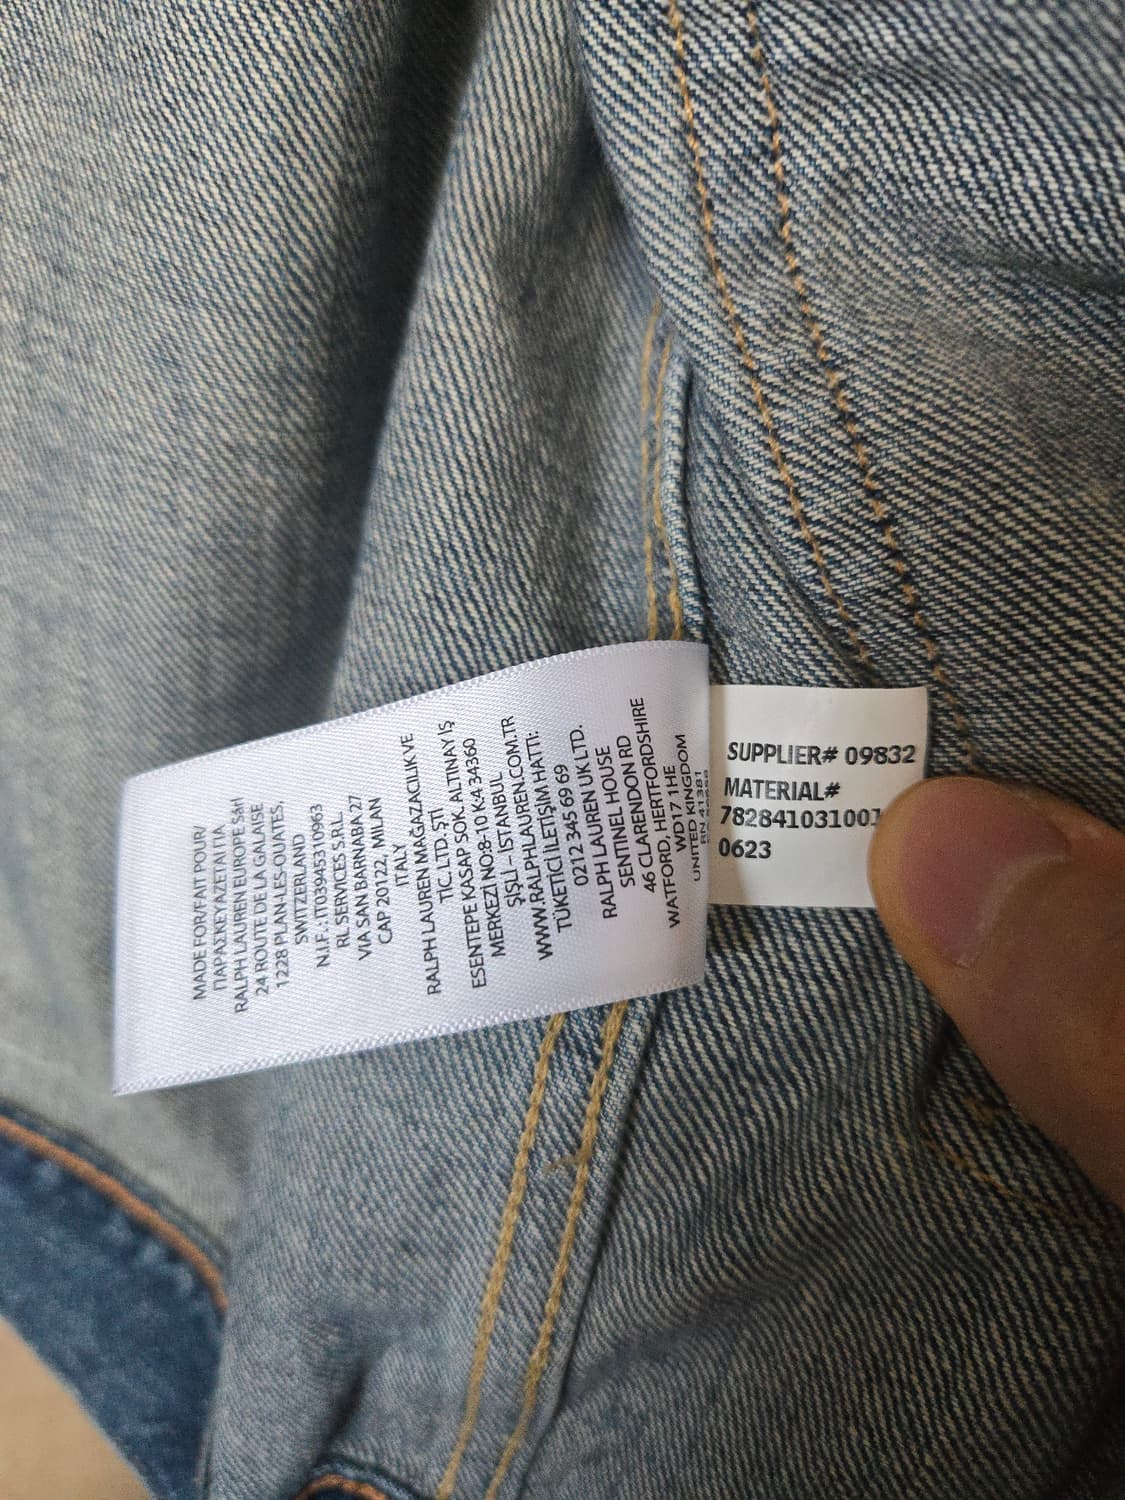 MADE FOR/FAIT POUR/
ΠΑΡΑΣΚΕΥΑΖΕΤΑΙ ΓΙΑ
RALPH LAUREN EUROPE Sàrl
24 ROUTE DE LA GALAISE
1228 PLAN-LES-OUATES,
SWITZERLAND
N.I.F.: IT03945310963
RL SERVICES S.R.L.
VIA SAN BARNABA 27
CAP 20122, MILAN
ITALY
RALPH LAUREN MAGAZACILIK VE
TIC. LTD. ŞTİ
ESENTEPE KASAP SOK. ALTINAY İŞ
MERKEZİ NO:8-10 K:4 34360
ŞİŞLİ - ISTANBUL
WWW.RALPHLAUREN.COM.TR
TÜKETİCİ İLETİŞİM HATTI:
0212 345 69 69
RALPH LAUREN UK LTD.
SENTINEL HOUSE
46 CLARENDON RD
WATFORD, HERTFORDSHIRE
WD17 1HE
UNITED KINGDOM
RN 41381
SUPPLIER# 09832
MATERIAL#
782841031001
0623